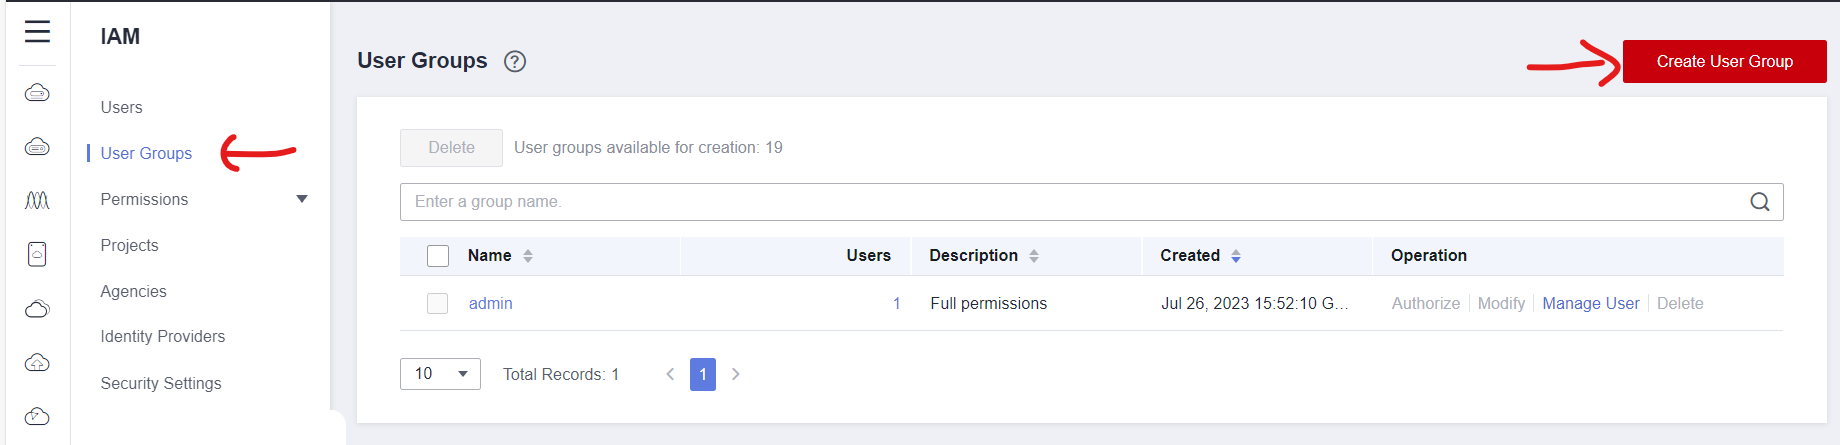 IAM
Users
User Groups
Permissions
Projects
Agencies
Identity Providers
Security Settings
User Groups ?
Create User Group
Delete User groups available for creation: 19
Enter a group name.
Name Users Description Created Operation
admin 1 Full permissions Jul 26, 2023 15:52:10 G... Authorize Modify Manage User Delete
10 Total Records: 1 < 1 >